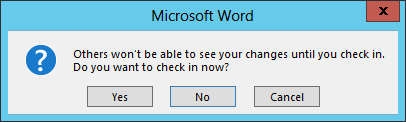 Microsoft Word
x
Others won't be able to see your changes until you check in.
Do you want to check in now?
Yes No Cancel